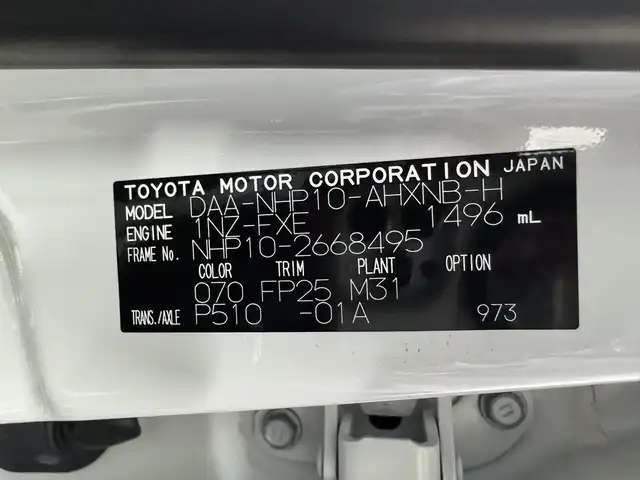 TOYOTA MOTOR CORPORATION JAPAN
MODEL DAA-NHP10-AHXNB-H
ENGINE 1NZ-FXE 1496 mL
FRAME No. NHP10-2668495
COLOR TRIM PLANT OPTION
070 FP25 M31
TRANS./AXLE P510 -01A 973